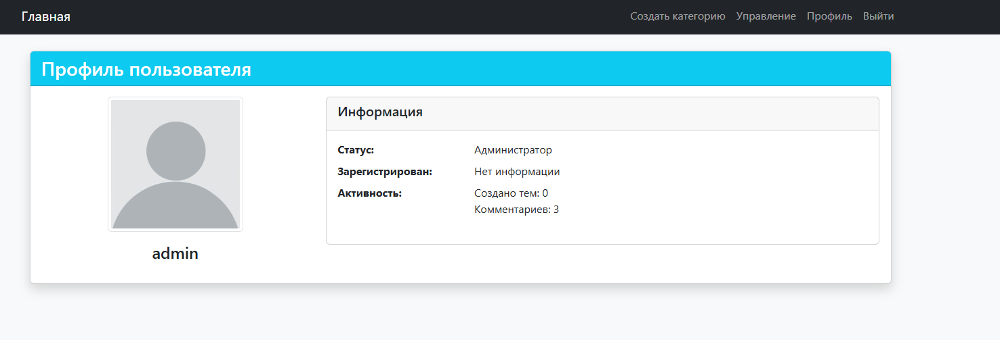 Главная
Создать категорию Управление Профиль Выйти
Профиль пользователя
Информация
Статус: Администратор
Зарегистрирован: Нет информации
Активность: Создано тем: 0
Комментариев: 3
admin